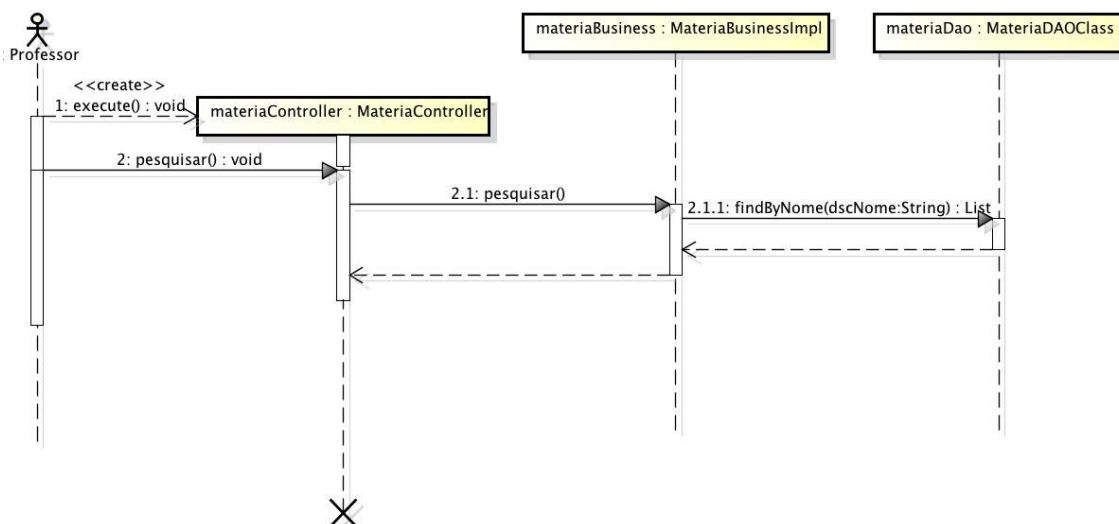 materiaBusiness : MateriaBusinessImpl
materiaDao : MateriaDAOClass
: Professor
<<create>>
1: execute() : void
materiaController : MateriaController
2: pesquisar() : void
2.1: pesquisar()
2.1.1: findByNome(dscNome:String) : List